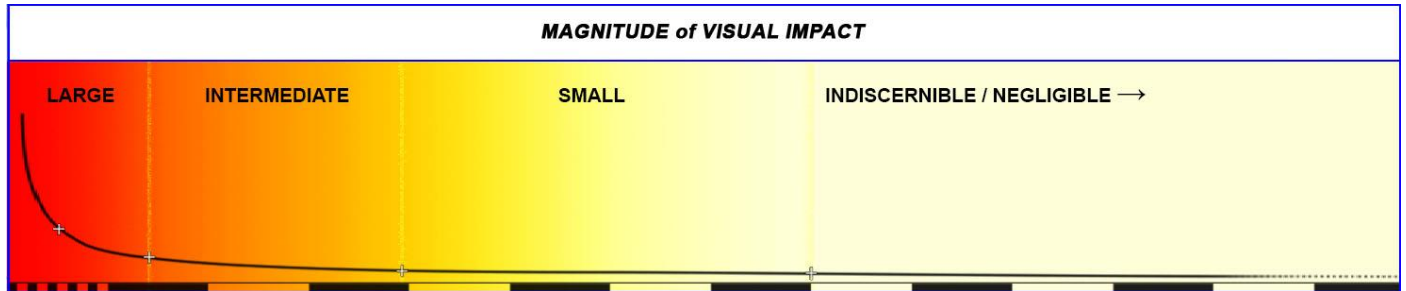 MAGNITUDE of VISUAL IMPACT
LARGE INTERMEDIATE SMALL INDISCERNIBLE / NEGLIGIBLE →